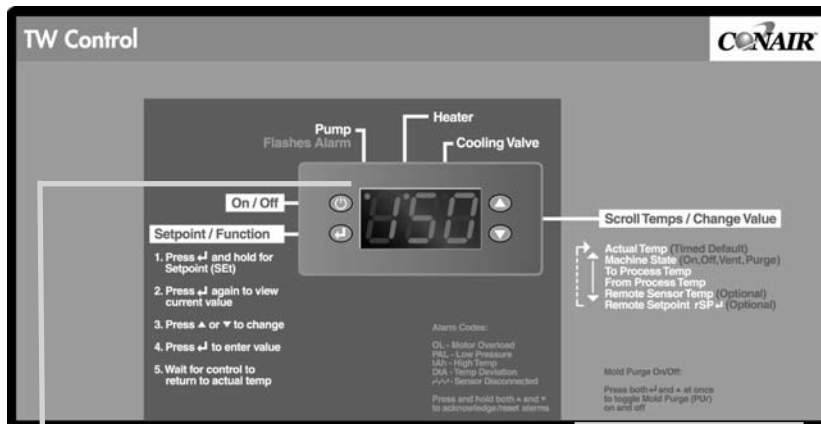 TW Control
CONAIR
Heater
Pump
Flashes Alarm
Cooling Valve
150
On / Off
Setpoint / Function
1. Press ↵ and hold for
Setpoint (SEt)
2. Press ↵ again to view
current value
3. Press ▲ or ▼ to change
4. Press ↵ to enter value
5. Wait for control to
return to actual temp
Scroll Temps / Change Value
Actual Temp (Timed Default)
Machine State (On,Off,Vent,Purge)
To Process Temp
From Process Temp
Remote Sensor Temp (Optional)
Remote Setpoint rSP↵ (Optional)
Alarm Codes:
OL - Motor Overload
PAL - Low Pressure
tAh - High Temp
DtA - Temp Deviation
- Sensor Disconnected
Press and hold both ▲ and ▼
to acknowledge/reset alarms
Mold Purge On/Off:
Press both ↵ and ▲ at once
to toggle Mold Purge (PUr)
on and off